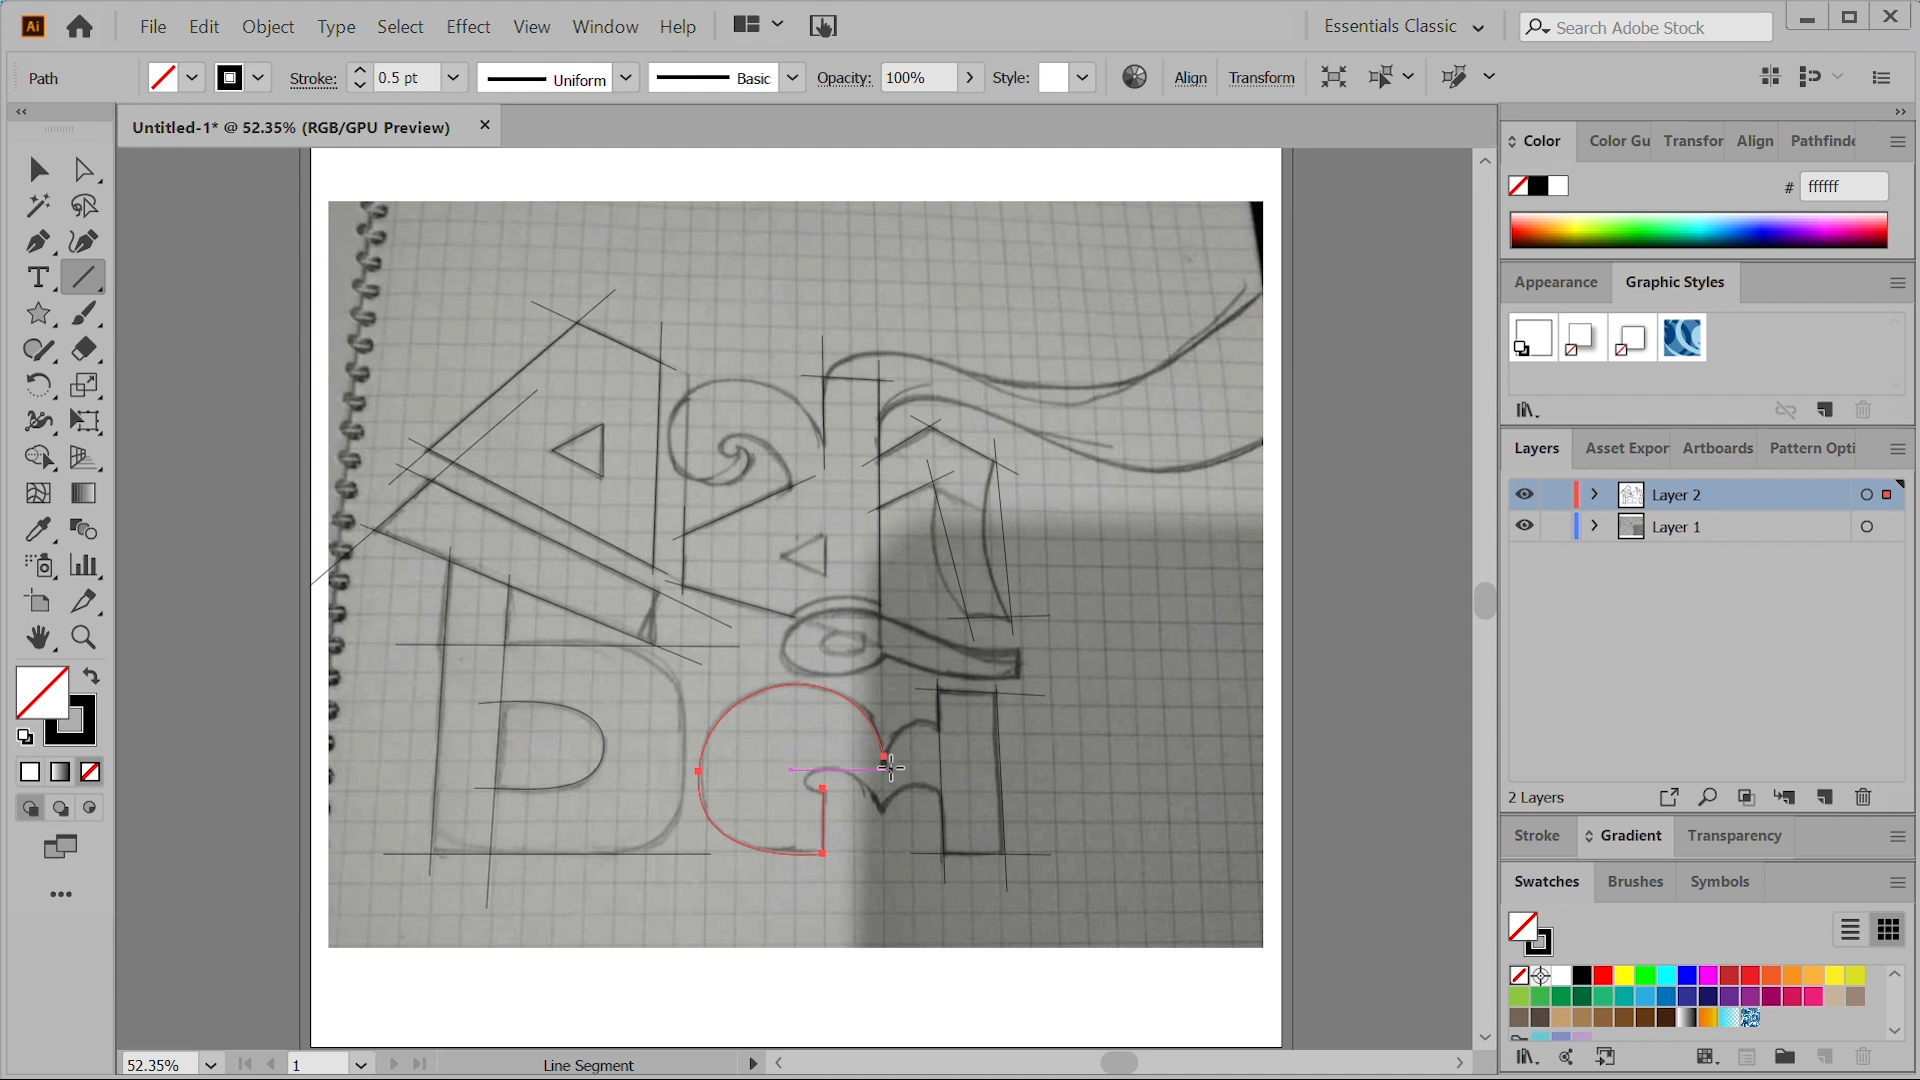 Ai File Edit Object Type Select Effect View Window Help Essentials Classic Search Adobe Stock
Path Stroke: 0.5 pt Uniform Basic Opacity: 100% Style: Align Transform
Untitled-1* @ 52.35% (RGB/GPU Preview)
Color Color Gu Transfor Align Pathfinde
# ffffff
Appearance Graphic Styles
Layers Asset Expor Artboards Pattern Opti
Layer 2
Layer 1
2 Layers
Stroke Gradient Transparency
Swatches Brushes Symbols
52.35% 1 Line Segment